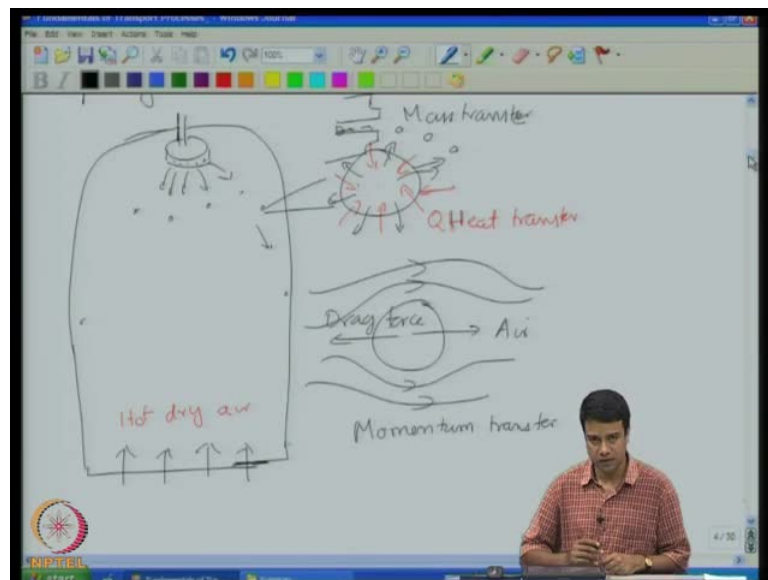 Fundamentals of Transport Processes - Windows Journal
File Edit View Insert Actions Tools Help
100%
B I
Mass transfer
Q Heat transfer
Drag force
Air
Hot dry air
Momentum transfer
4 / 30
NPTEL
start